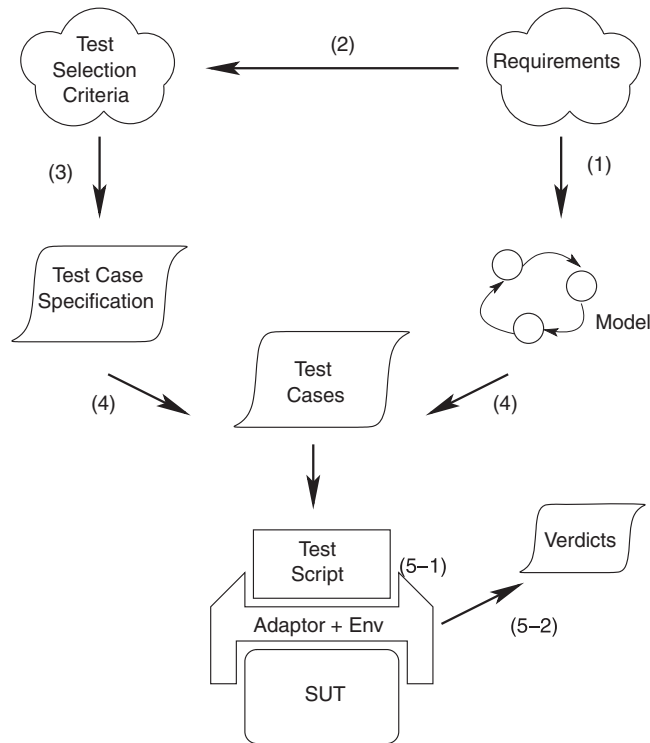 Test
Selection
Criteria
(2)
Requirements
(3)
(1)
Test Case
Specification
Model
Test
Cases
(4)
(4)
Test
Script
(5–1)
Verdicts
Adaptor + Env
(5–2)
SUT